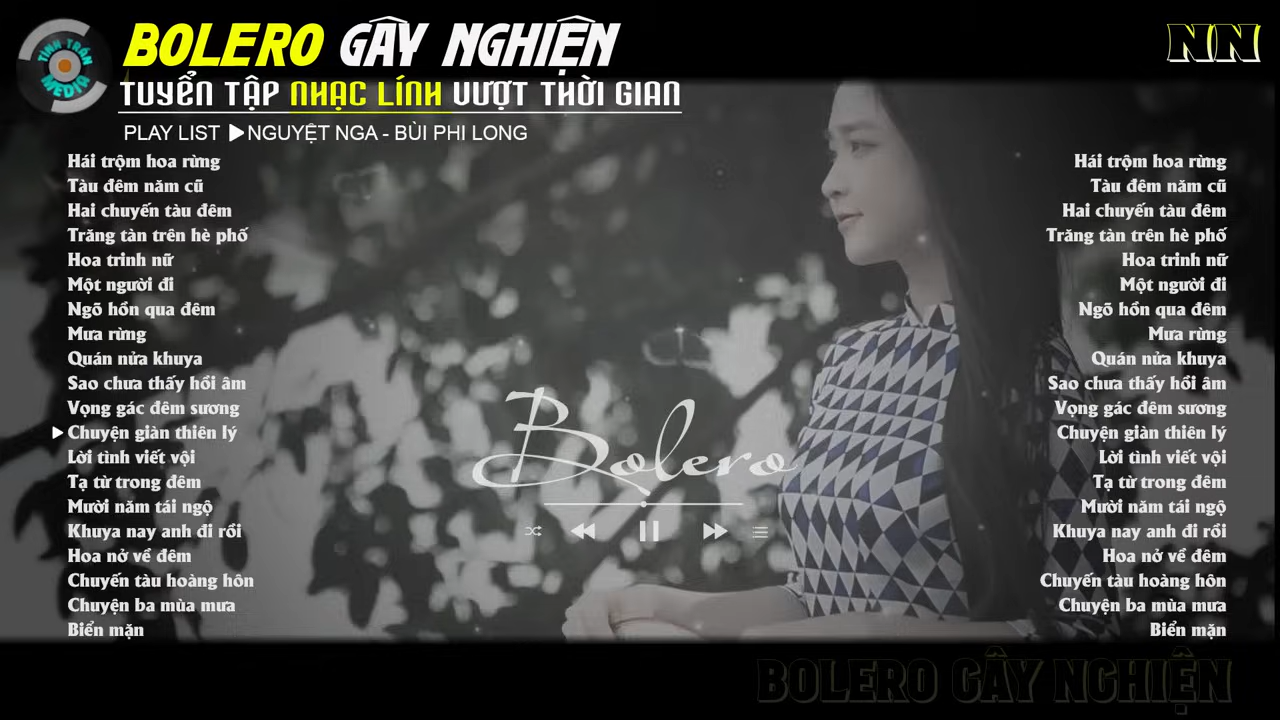 TÌNH TRẦN
MEDIA
BOLERO GÂY NGHIỆN
NN
TUYỂN TẬP NHẠC LÍNH VƯỢT THỜI GIAN
PLAY LIST ▶NGUYỆT NGA - BÙI PHI LONG
Hái trộm hoa rừng
Tàu đêm năm cũ
Hai chuyến tàu đêm
Trăng tàn trên hè phố
Hoa trinh nữ
Một người đi
Ngõ hồn qua đêm
Mưa rừng
Quán nửa khuya
Sao chưa thấy hồi âm
Vọng gác đêm sương
Chuyện giàn thiên lý
Lời tình viết vội
Tạ từ trong đêm
Mười năm tái ngộ
Khuya nay anh đi rồi
Hoa nở về đêm
Chuyến tàu hoàng hôn
Chuyện ba mùa mưa
Biển mặn
Bolero
Hái trộm hoa rừng
Tàu đêm năm cũ
Hai chuyến tàu đêm
Trăng tàn trên hè phố
Hoa trinh nữ
Một người đi
Ngõ hồn qua đêm
Mưa rừng
Quán nửa khuya
Sao chưa thấy hồi âm
Vọng gác đêm sương
Chuyện giàn thiên lý
Lời tình viết vội
Tạ từ trong đêm
Mười năm tái ngộ
Khuya nay anh đi rồi
Hoa nở về đêm
Chuyến tàu hoàng hôn
Chuyện ba mùa mưa
Biển mặn
BOLERO GÂY NGHIỆN